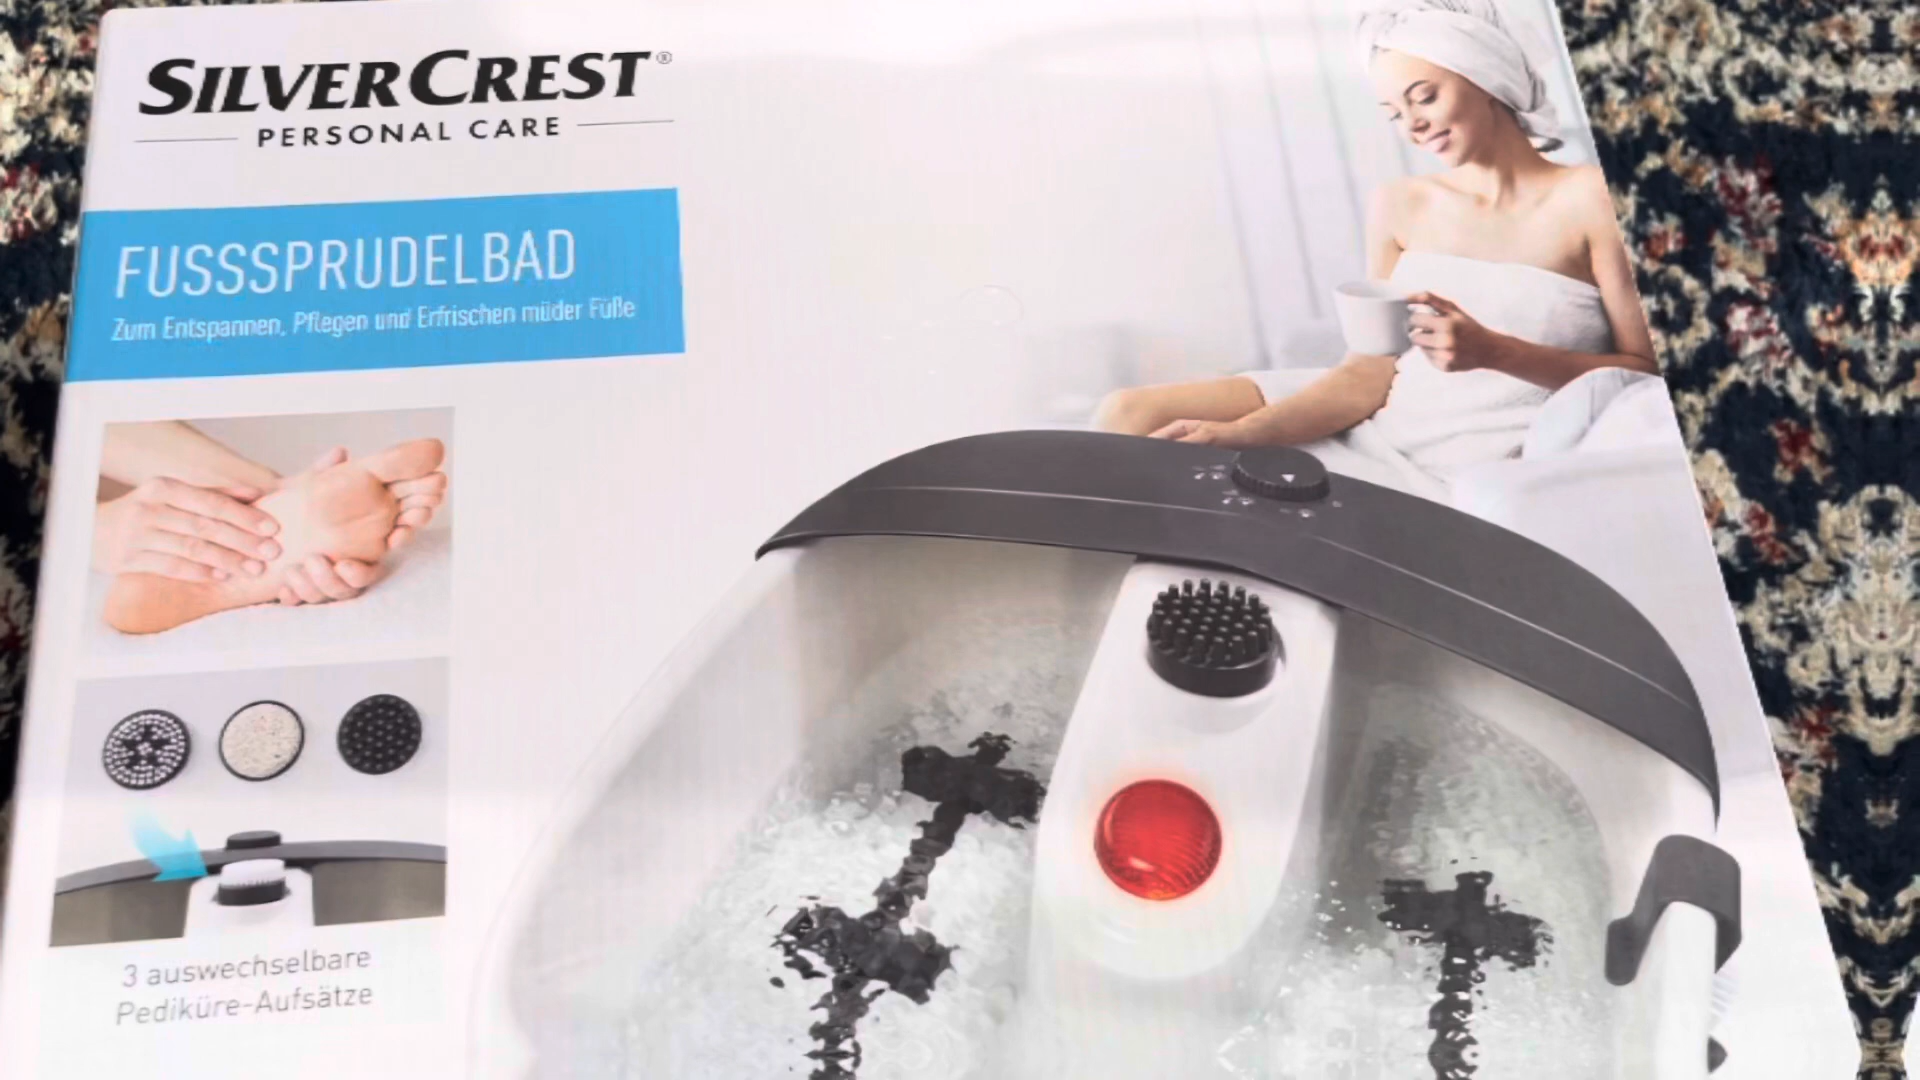 SILVERCREST®
PERSONAL CARE
FUSSSPRUDELBAD
Zum Entspannen, Pflegen und Erfrischen müder Füße
3 auswechselbare
Pediküre-Aufsätze